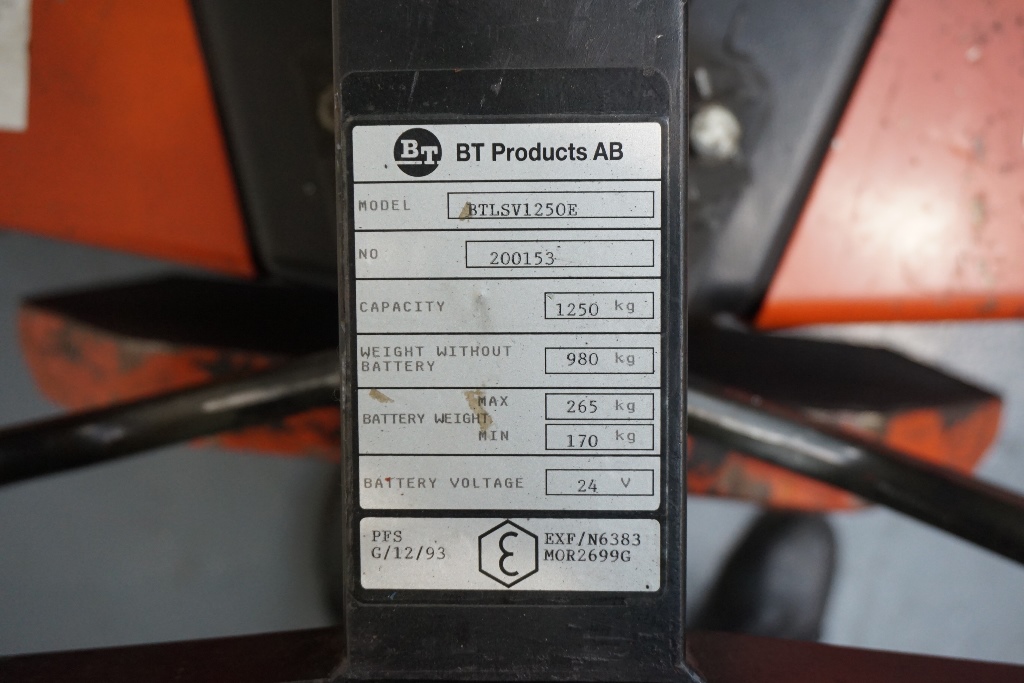 BT BT Products AB
MODEL BTLSV1250E
NO 200153
CAPACITY 1250 kg
WEIGHT WITHOUT
BATTERY 980 kg
MAX 265 kg
BATTERY WEIGHT
MIN 170 kg
BATTERY VOLTAGE 24 V
PFS EXF/N6383
G/12/93 MOR2699G